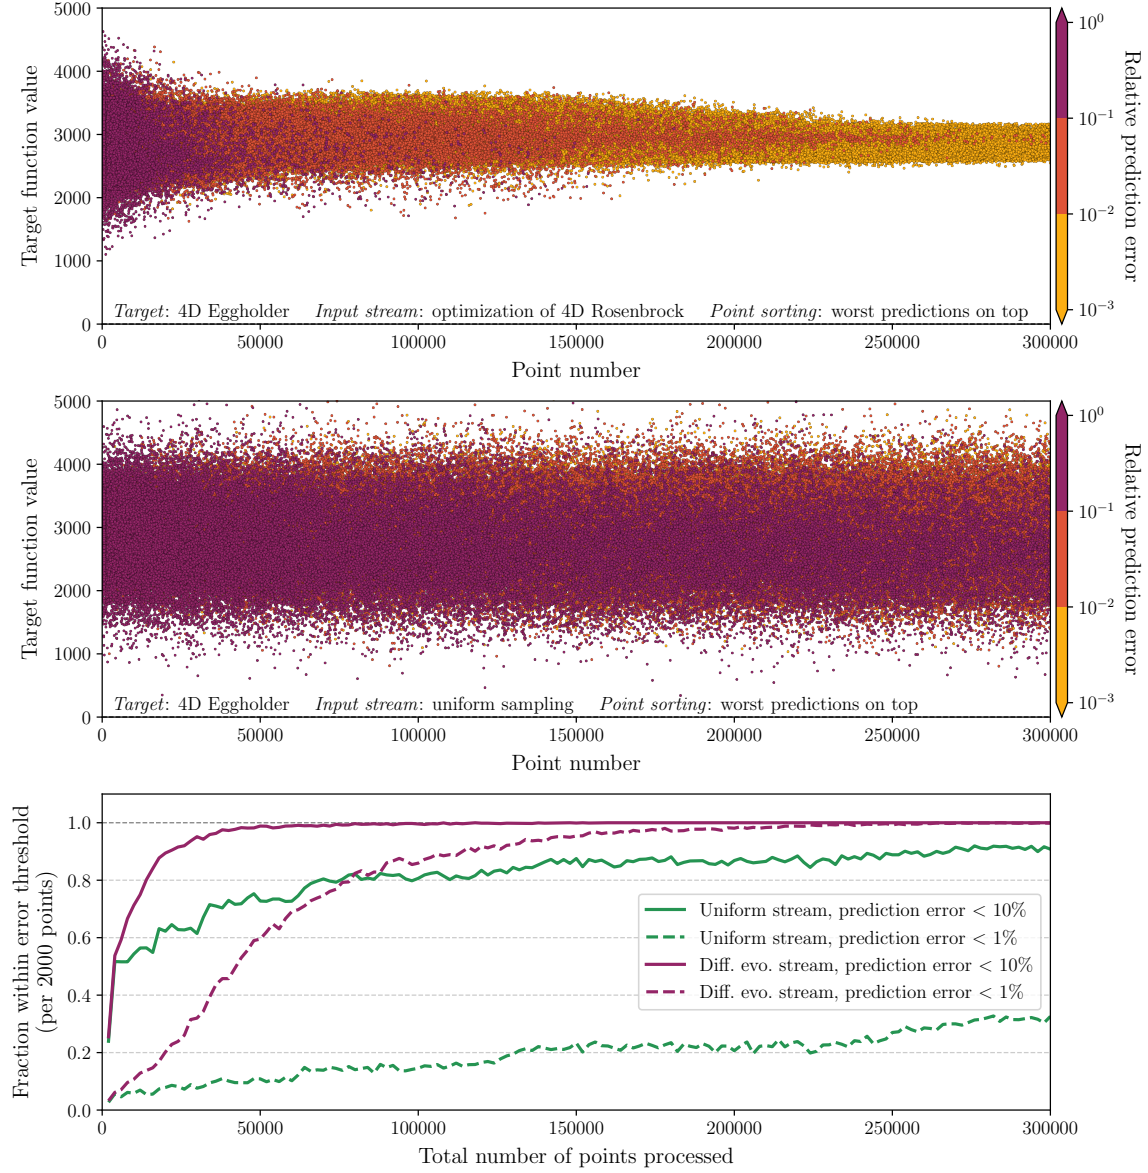 5000
4000
3000
2000
1000
0
Target function value
Target: 4D Eggholder Input stream: optimization of 4D Rosenbrock Point sorting: worst predictions on top
0 50000 100000 150000 200000 250000 300000
Point number
10^0
10^−1
10^−2
10^−3
Relative prediction error
5000
4000
3000
2000
1000
0
Target function value
Target: 4D Eggholder Input stream: uniform sampling Point sorting: worst predictions on top
0 50000 100000 150000 200000 250000 300000
Point number
10^0
10^−1
10^−2
10^−3
Relative prediction error
1.0
0.8
0.6
0.4
0.2
0.0
Fraction within error threshold
(per 2000 points)
Uniform stream, prediction error < 10%
Uniform stream, prediction error < 1%
Diff. evo. stream, prediction error < 10%
Diff. evo. stream, prediction error < 1%
0 50000 100000 150000 200000 250000 300000
Total number of points processed